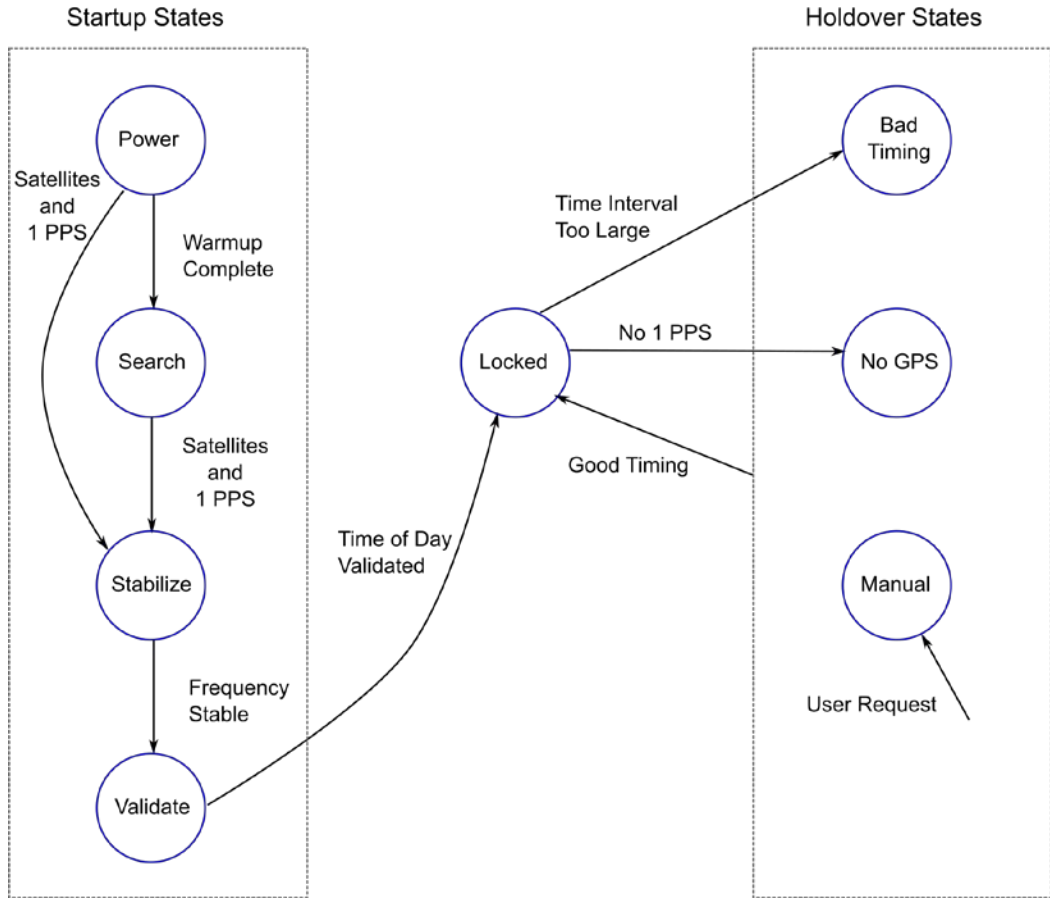 Startup States
Holdover States
Power
Satellites
and
1 PPS
Warmup
Complete
Search
Satellites
and
1 PPS
Stabilize
Frequency
Stable
Validate
Time of Day
Validated
Locked
Time Interval
Too Large
No 1 PPS
Good Timing
Bad
Timing
No GPS
Manual
User Request